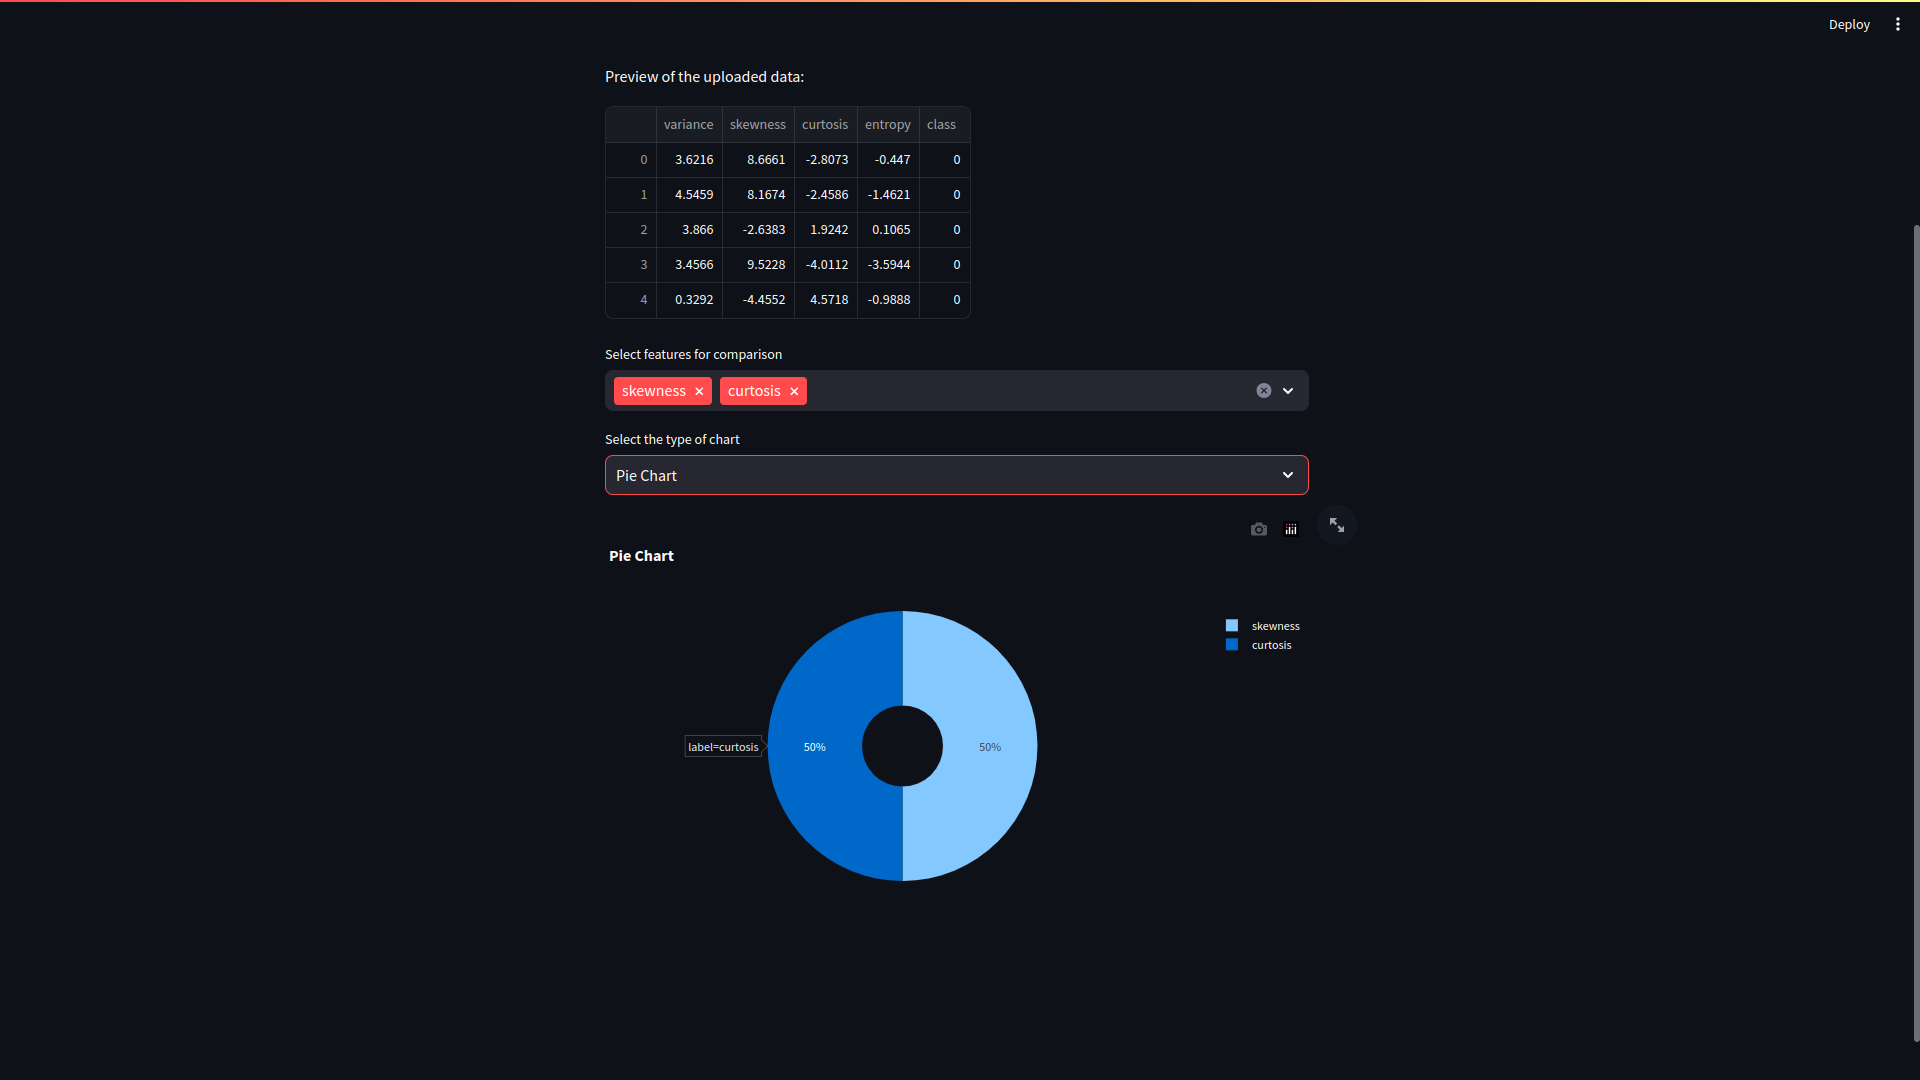 Deploy
Preview of the uploaded data:
variance skewness curtosis entropy class
0 3.6216 8.6661 -2.8073 -0.447 0
1 4.5459 8.1674 -2.4586 -1.4621 0
2 3.866 -2.6383 1.9242 0.1065 0
3 3.4566 9.5228 -4.0112 -3.5944 0
4 0.3292 -4.4552 4.5718 -0.9888 0
Select features for comparison
skewness curtosis
Select the type of chart
Pie Chart
Pie Chart
skewness
curtosis
label=curtosis 50% 50%